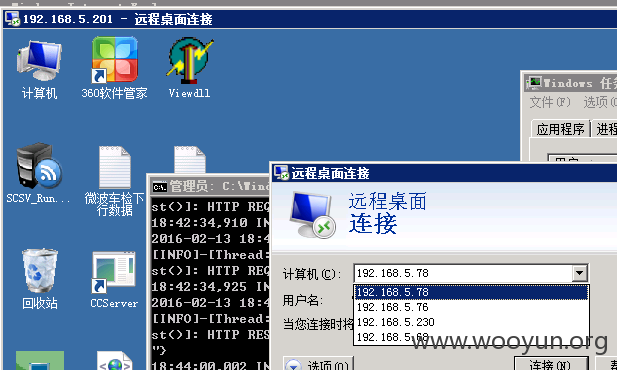 192.168.5.201 - 远程桌面连接
计算机
360软件管家
Viewdll
Windows 任务
文件(F) 选项(O
应用程序 进程
SCSV_Run...
微波车检下
行数据
回收站
CCServer
管理员: C:\Wind
st()]: HTTP REQ
18:42:34,910 IN
2016-02-13 18:4
[INFO]-[Thread:
st()]: HTTP REQ
18:42:34,925 IN
2016-02-13 18:4
[INFO]-[Thread:
st()]: HTTP RES
"}
18:44:00,002 IN
远程桌面连接
远程桌面
连接
计算机(C):
192.168.5.78
用户名:
192.168.5.78
192.168.5.76
192.168.5.230
192.168.5.68
当您连接时将
选项(O)
连接(N)
www.wooyun.org